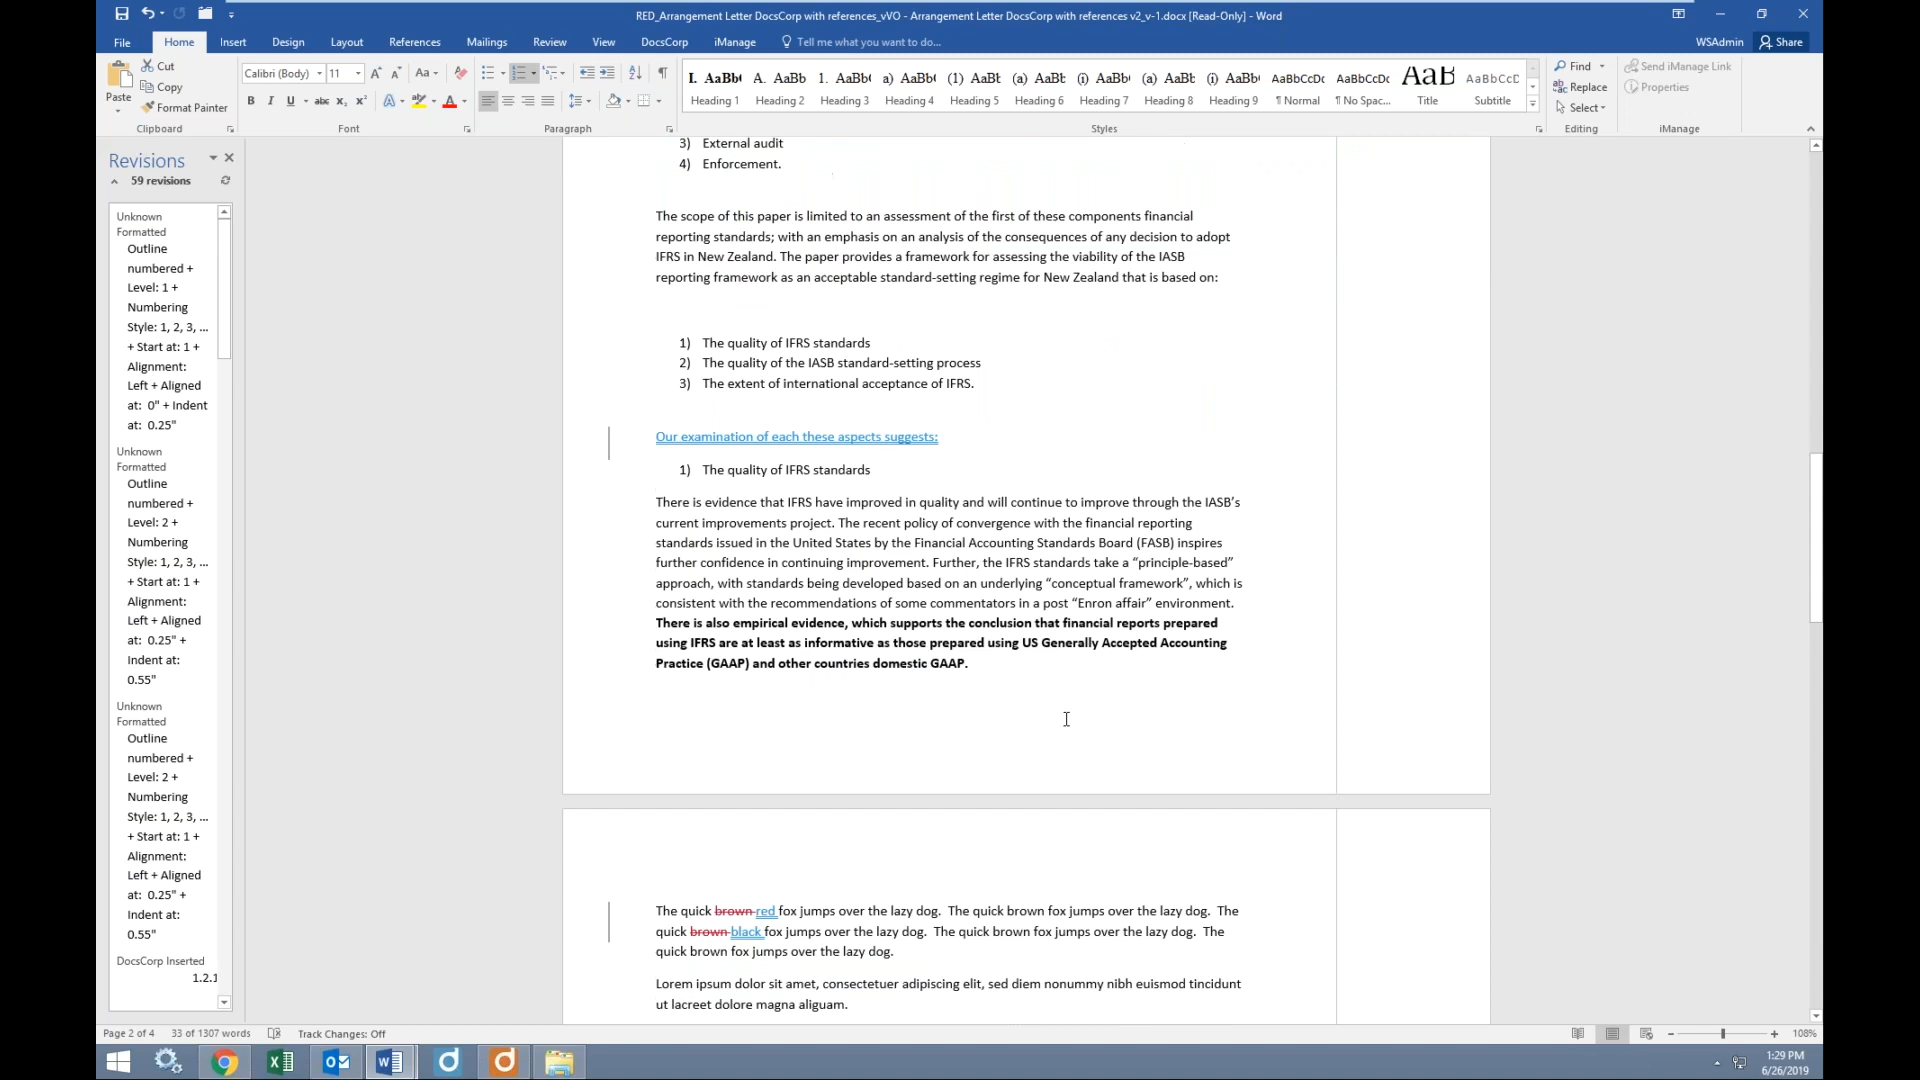 RED_Arrangement Letter DocsCorp with references_vVO - Arrangement Letter DocsCorp with references v2_v-1.docx [Read-Only] - Word
File Home Insert Design Layout References Mailings Review View DocsCorp iManage Tell me what you want to do... WSAdmin Share
Paste
Cut
Copy
Format Painter
Clipboard
Calibri (Body) 11
Aa
B I U abc x₂ x² A A
Font
Paragraph
I. AaBb( A. AaBb 1. AaBb( a) AaBb( (1) AaBt (a) AaBt (i) AaBb( (a) AaBt (i) AaBb( AaBbCcDc AaBbCcDc AaB AaBbCcD
Heading 1 Heading 2 Heading 3 Heading 4 Heading 5 Heading 6 Heading 7 Heading 8 Heading 9 ¶ Normal ¶ No Spac... Title Subtitle
Styles
Find
Replace
Select
Editing
Send iManage Link
Properties
iManage
Revisions
59 revisions
Unknown
Formatted
Outline
numbered +
Level: 1 +
Numbering
Style: 1, 2, 3, ...
+ Start at: 1 +
Alignment:
Left + Aligned
at: 0" + Indent
at: 0.25"
Unknown
Formatted
Outline
numbered +
Level: 2 +
Numbering
Style: 1, 2, 3, ...
+ Start at: 1 +
Alignment:
Left + Aligned
at: 0.25" +
Indent at:
0.55"
Unknown
Formatted
Outline
numbered +
Level: 2 +
Numbering
Style: 1, 2, 3, ...
+ Start at: 1 +
Alignment:
Left + Aligned
at: 0.25" +
Indent at:
0.55"
DocsCorp Inserted
1.2.1
3) External audit
4) Enforcement.
The scope of this paper is limited to an assessment of the first of these components financial
reporting standards; with an emphasis on an analysis of the consequences of any decision to adopt
IFRS in New Zealand. The paper provides a framework for assessing the viability of the IASB
reporting framework as an acceptable standard-setting regime for New Zealand that is based on:
1) The quality of IFRS standards
2) The quality of the IASB standard-setting process
3) The extent of international acceptance of IFRS.
Our examination of each these aspects suggests:
1) The quality of IFRS standards
There is evidence that IFRS have improved in quality and will continue to improve through the IASB’s
current improvements project. The recent policy of convergence with the financial reporting
standards issued in the United States by the Financial Accounting Standards Board (FASB) inspires
further confidence in continuing improvement. Further, the IFRS standards take a “principle-based”
approach, with standards being developed based on an underlying “conceptual framework”, which is
consistent with the recommendations of some commentators in a post “Enron affair” environment.
There is also empirical evidence, which supports the conclusion that financial reports prepared
using IFRS are at least as informative as those prepared using US Generally Accepted Accounting
Practice (GAAP) and other countries domestic GAAP.
The quick brown red fox jumps over the lazy dog. The quick brown fox jumps over the lazy dog. The
quick brown black fox jumps over the lazy dog. The quick brown fox jumps over the lazy dog. The
quick brown fox jumps over the lazy dog.
Lorem ipsum dolor sit amet, consectetuer adipiscing elit, sed diem nonummy nibh euismod tincidunt
ut lacreet dolore magna aliguam.
Page 2 of 4 33 of 1307 words Track Changes: Off 108%
1:29 PM
6/26/2019